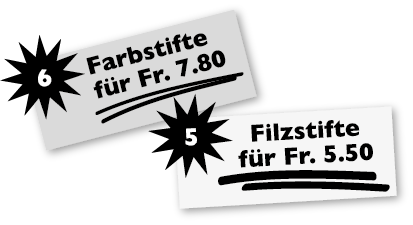 6
Farbstifte
für Fr. 7.80
5
Filzstifte
für Fr. 5.50